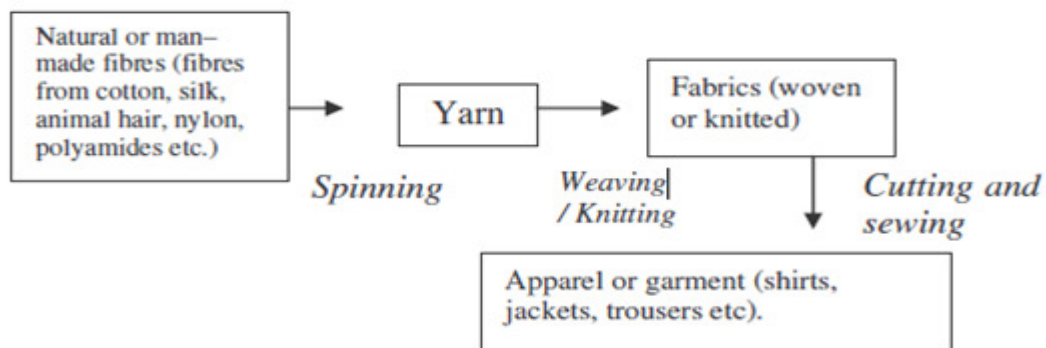 Natural or man–
made fibres (fibres
from cotton, silk,
animal hair, nylon,
polyamides etc.)
Spinning
Yarn
Weaving
/ Knitting
Fabrics (woven
or knitted)
Cutting and
sewing
Apparel or garment (shirts,
jackets, trousers etc).